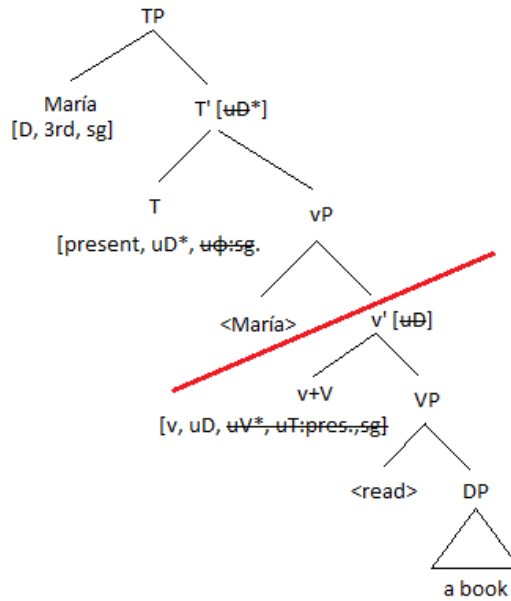 TP
María
[D, 3rd, sg]
T' [uD*]
T
[present, uD*, uφ:sg.
vP
<María>
v' [uD]
v+V
[v, uD, uV*, uT:pres.,sg]
VP
<read>
DP
a book